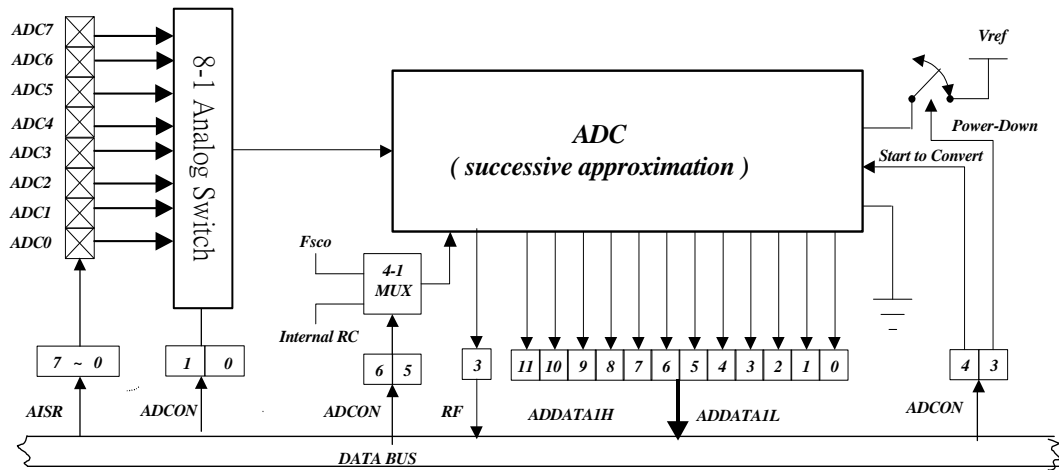 ADC7
ADC6
ADC5
ADC4
ADC3
ADC2
ADC1
ADC0
8-1 Analog Switch
ADC
( successive approximation )
Vref
Power-Down
Start to Convert
Fsco
4-1
MUX
Internal RC
7 ~ 0
1 0
6 5
3
11 10 9 8 7 6 5 4 3 2 1 0
4 3
AISR
ADCON
ADCON
RF
ADDATA1H
ADDATA1L
ADCON
DATA BUS